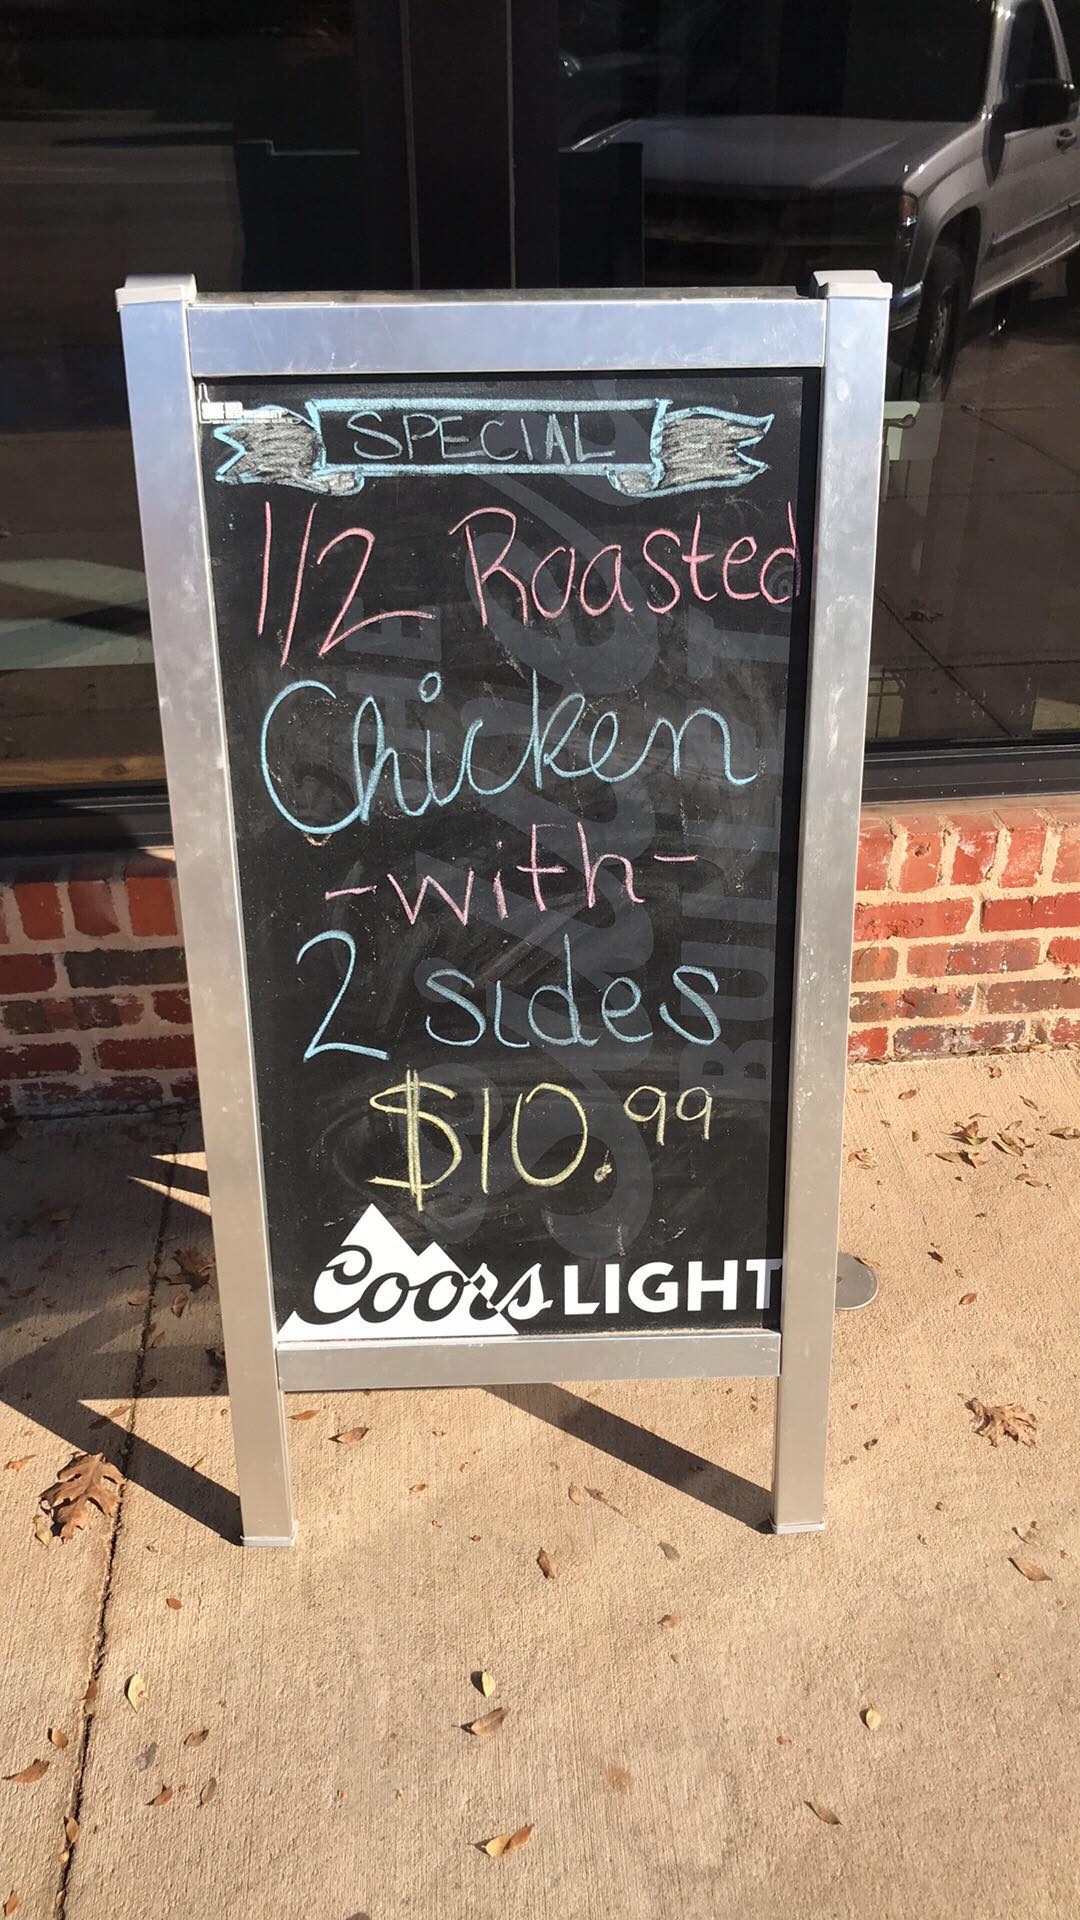 SPECIAL
1/2 Roasted
Chicken
-with-
2 sides
$10.99
Coors LIGHT